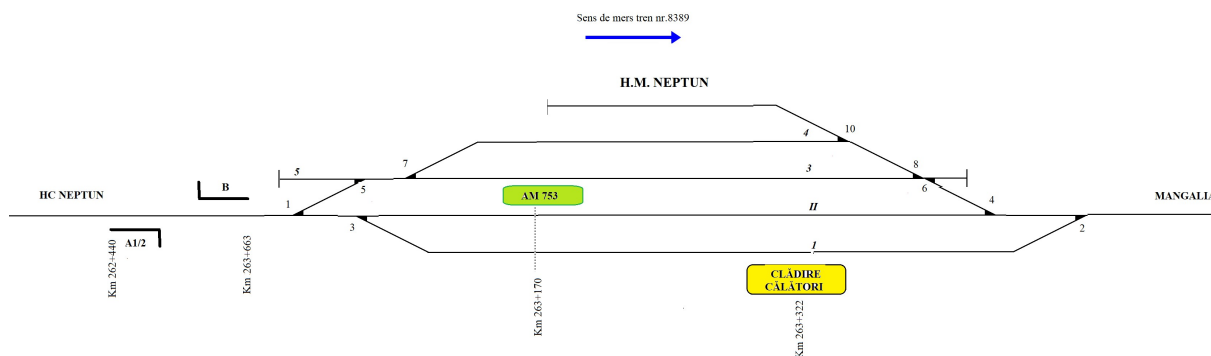 Sens de mers tren nr.8389
H.M. NEPTUN
10
4
7
8
5
3
B
5
6
HC NEPTUN
AM 753
MANGALIA
1
II
4
3
2
A1/2
1
CLĂDIRE
CĂLĂTORI
Km 262+440
Km 263+663
Km 263+170
Km 263+322